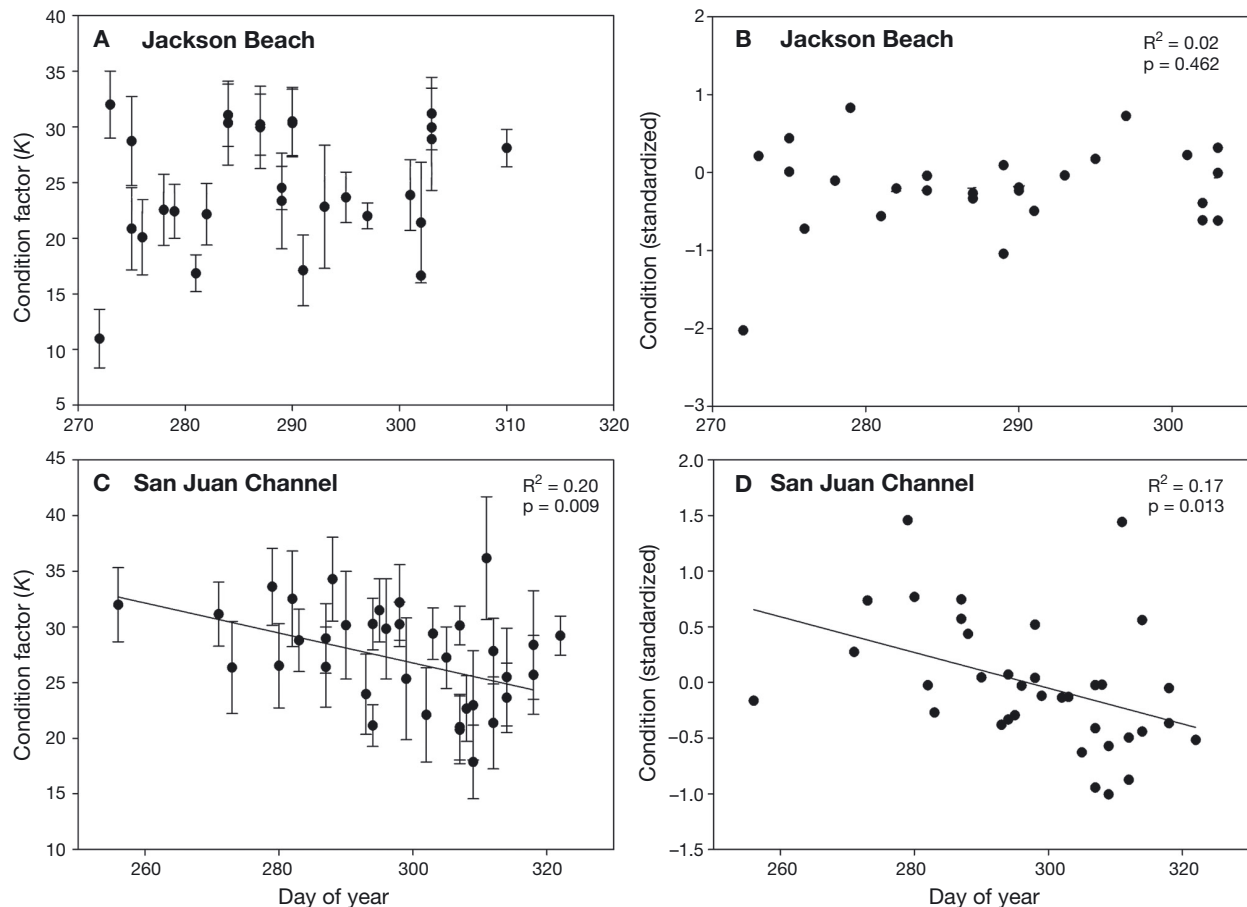 A Jackson Beach
Condition factor (K)
40
35
30
25
20
15
10
5
270 280 290 300 310 320
B Jackson Beach
R² = 0.02
p = 0.462
Condition (standardized)
2
1
0
−1
−2
−3
270 280 290 300
C San Juan Channel
R² = 0.20
p = 0.009
Condition factor (K)
45
40
35
30
25
20
15
10
260 280 300 320
Day of year
D San Juan Channel
R² = 0.17
p = 0.013
Condition (standardized)
2.0
1.5
1.0
0.5
0.0
−0.5
−1.0
−1.5
260 280 300 320
Day of year